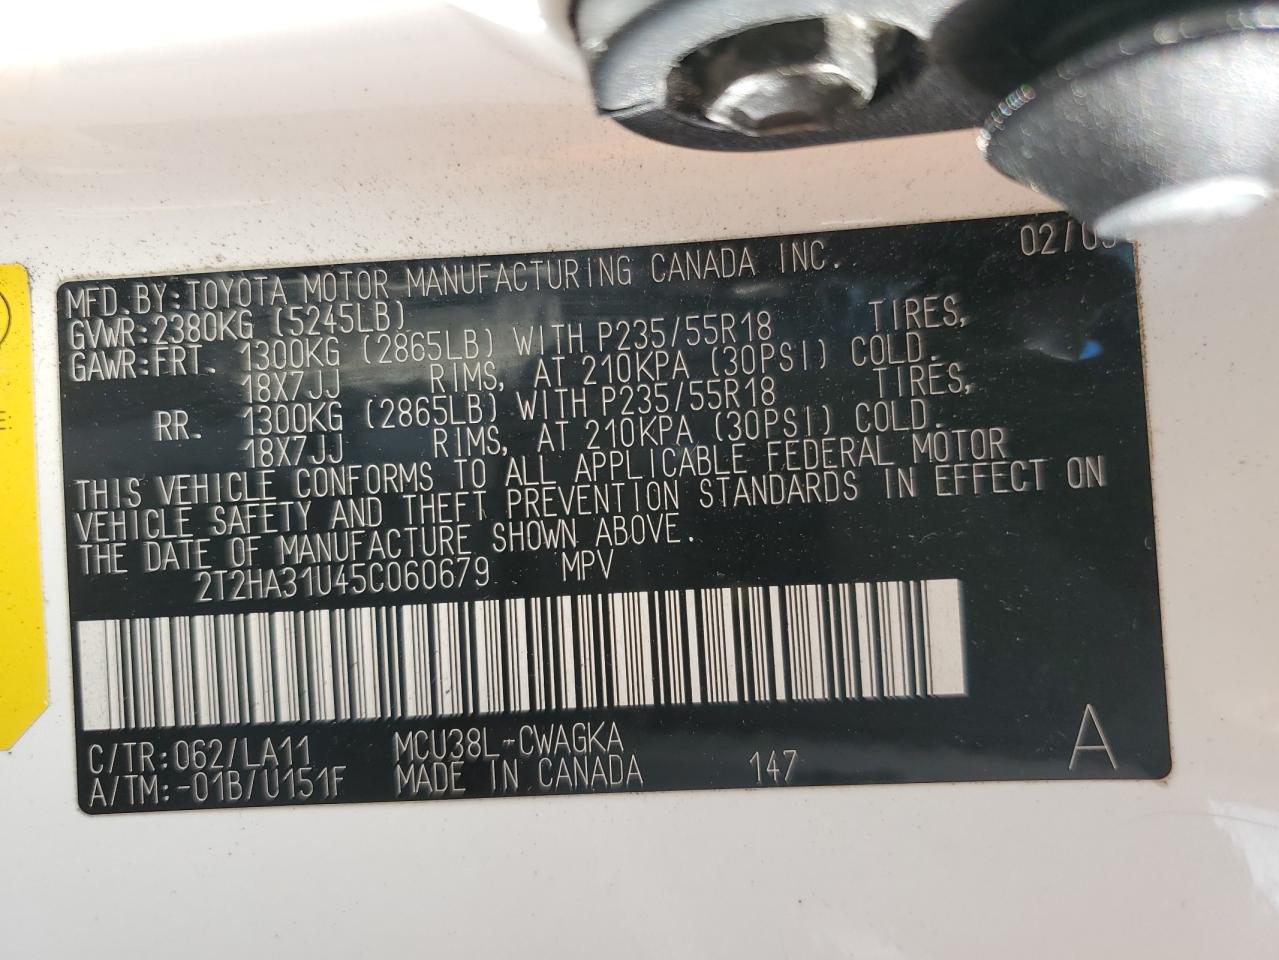 MFD. BY: TOYOTA MOTOR MANUFACTURING CANADA INC.
GVWR: 2380KG (5245LB)
GAWR: FRT. 1300KG (2865LB) WITH P235/55R18 TIRES,
18X7JJ RIMS, AT 210KPA (30PSI) COLD.
RR. 1300KG (2865LB) WITH P235/55R18 TIRES,
18X7JJ RIMS, AT 210KPA (30PSI) COLD.
THIS VEHICLE CONFORMS TO ALL APPLICABLE FEDERAL MOTOR
VEHICLE SAFETY AND THEFT PREVENTION STANDARDS IN EFFECT ON
THE DATE OF MANUFACTURE SHOWN ABOVE.
2T2HA31U45C060679 MPV
C/TR: 062/LA11 MCU38L-CWAGKA
A/TM: -01B/U151F MADE IN CANADA 147 A